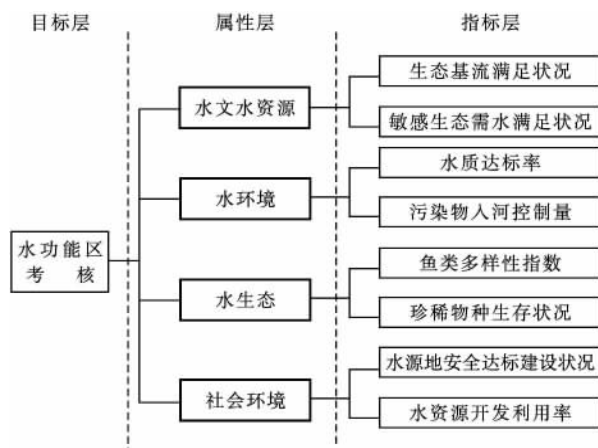 目标层
属性层
指标层
水功能区
考核
水文水资源
水环境
水生态
社会环境
生态基流满足状况
敏感生态需水满足状况
水质达标率
污染物入河控制量
鱼类多样性指数
珍稀物种生存状况
水源地安全达标建设状况
水资源开发利用率